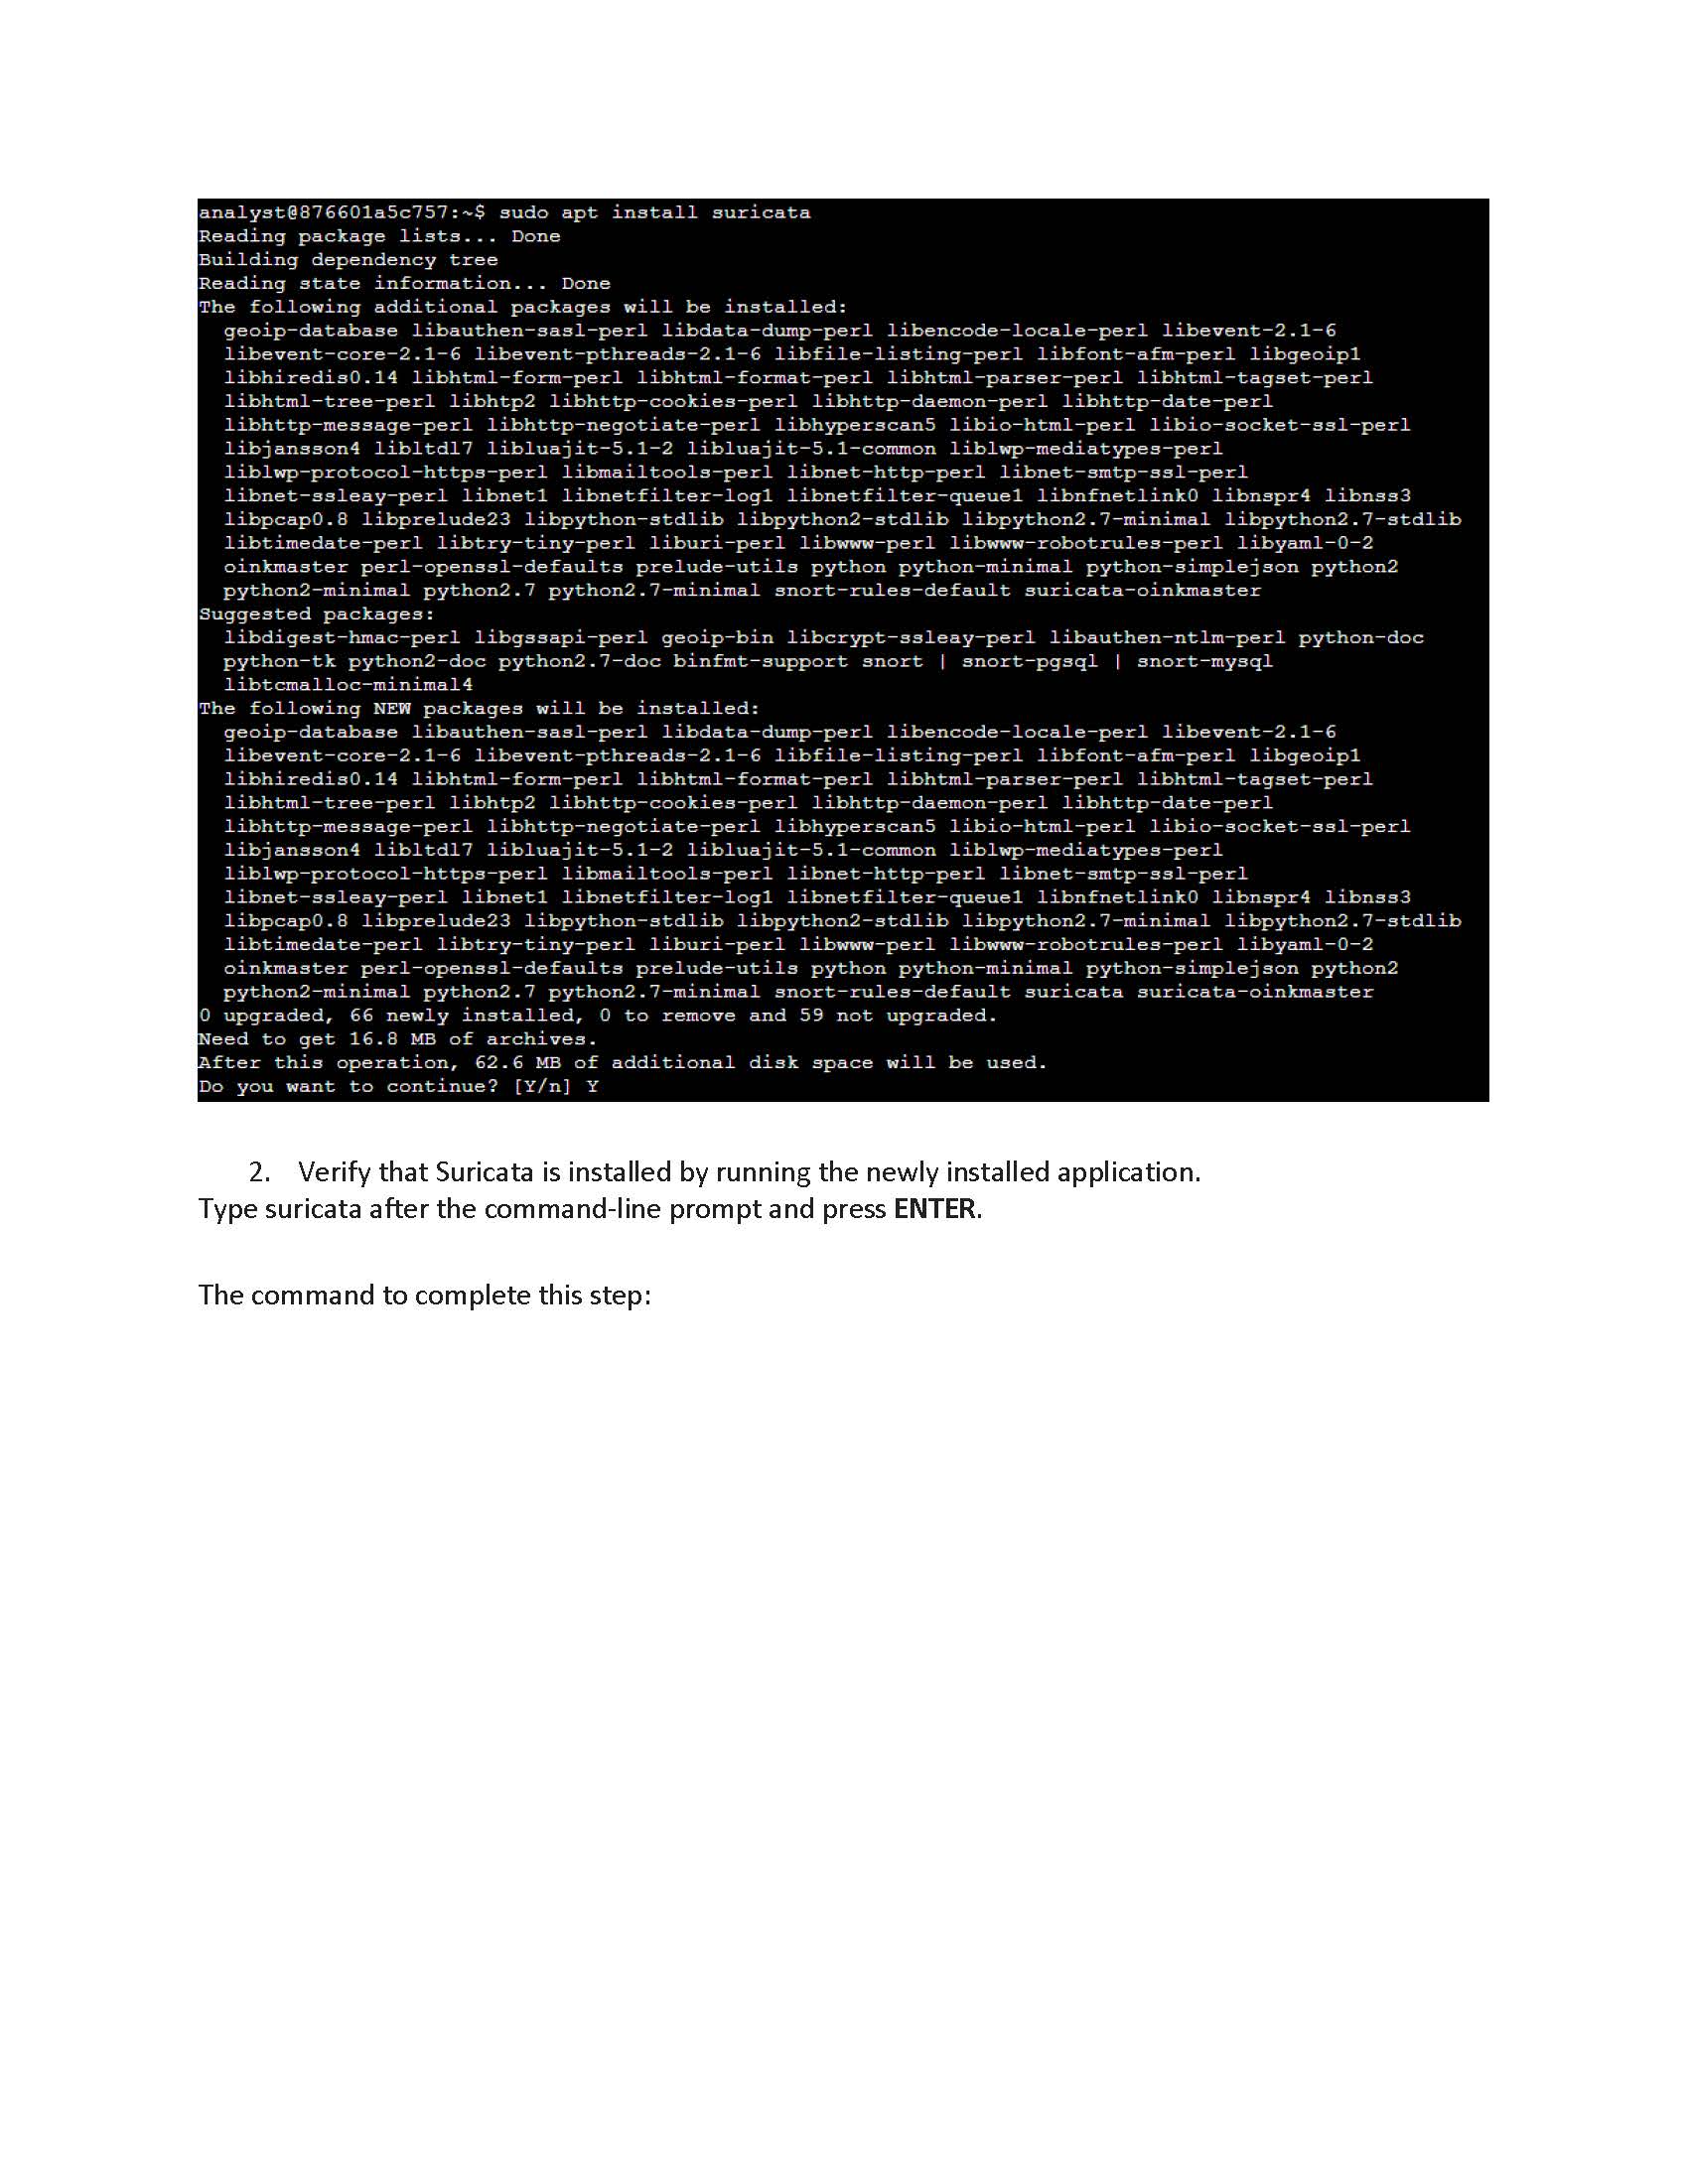 analyst@876601a5c757:~$ sudo apt install suricata
Reading package lists... Done
Building dependency tree
Reading state information... Done
The following additional packages will be installed:
  geoip-database libauthen-sasl-perl libdata-dump-perl libencode-locale-perl libevent-2.1-6
  libevent-core-2.1-6 libevent-pthreads-2.1-6 libfile-listing-perl libfont-afm-perl libgeoip1
  libhiredis0.14 libhtml-form-perl libhtml-format-perl libhtml-parser-perl libhtml-tagset-perl
  libhtml-tree-perl libhtp2 libhttp-cookies-perl libhttp-daemon-perl libhttp-date-perl
  libhttp-message-perl libhttp-negotiate-perl libhyperscan5 libio-html-perl libio-socket-ssl-perl
  libjansson4 libltdl7 libluajit-5.1-2 libluajit-5.1-common liblwp-mediatypes-perl
  liblwp-protocol-https-perl libmailtools-perl libnet-http-perl libnet-smtp-ssl-perl
  libnet-ssleay-perl libnet1 libnetfilter-log1 libnetfilter-queue1 libnfnetlink0 libnspr4 libnss3
  libpcap0.8 libprelude23 libpython-stdlib libpython2-stdlib libpython2.7-minimal libpython2.7-stdlib
  libtimedate-perl libtry-tiny-perl liburi-perl libwww-perl libwww-robotrules-perl libyaml-0-2
  oinkmaster perl-openssl-defaults prelude-utils python python-minimal python-simplejson python2
  python2-minimal python2.7 python2.7-minimal snort-rules-default suricata-oinkmaster
Suggested packages:
  libdigest-hmac-perl libgssapi-perl geoip-bin libcrypt-ssleay-perl libauthen-ntlm-perl python-doc
  python-tk python2-doc python2.7-doc binfmt-support snort | snort-pgsql | snort-mysql
  libtcmalloc-minimal4
The following NEW packages will be installed:
  geoip-database libauthen-sasl-perl libdata-dump-perl libencode-locale-perl libevent-2.1-6
  libevent-core-2.1-6 libevent-pthreads-2.1-6 libfile-listing-perl libfont-afm-perl libgeoip1
  libhiredis0.14 libhtml-form-perl libhtml-format-perl libhtml-parser-perl libhtml-tagset-perl
  libhtml-tree-perl libhtp2 libhttp-cookies-perl libhttp-daemon-perl libhttp-date-perl
  libhttp-message-perl libhttp-negotiate-perl libhyperscan5 libio-html-perl libio-socket-ssl-perl
  libjansson4 libltdl7 libluajit-5.1-2 libluajit-5.1-common liblwp-mediatypes-perl
  liblwp-protocol-https-perl libmailtools-perl libnet-http-perl libnet-smtp-ssl-perl
  libnet-ssleay-perl libnet1 libnetfilter-log1 libnetfilter-queue1 libnfnetlink0 libnspr4 libnss3
  libpcap0.8 libprelude23 libpython-stdlib libpython2-stdlib libpython2.7-minimal libpython2.7-stdlib
  libtimedate-perl libtry-tiny-perl liburi-perl libwww-perl libwww-robotrules-perl libyaml-0-2
  oinkmaster perl-openssl-defaults prelude-utils python python-minimal python-simplejson python2
  python2-minimal python2.7 python2.7-minimal snort-rules-default suricata suricata-oinkmaster
0 upgraded, 66 newly installed, 0 to remove and 59 not upgraded.
Need to get 16.8 MB of archives.
After this operation, 62.6 MB of additional disk space will be used.
Do you want to continue? [Y/n] Y
2. Verify that Suricata is installed by running the newly installed application.
Type suricata after the command-line prompt and press ENTER.
The command to complete this step: